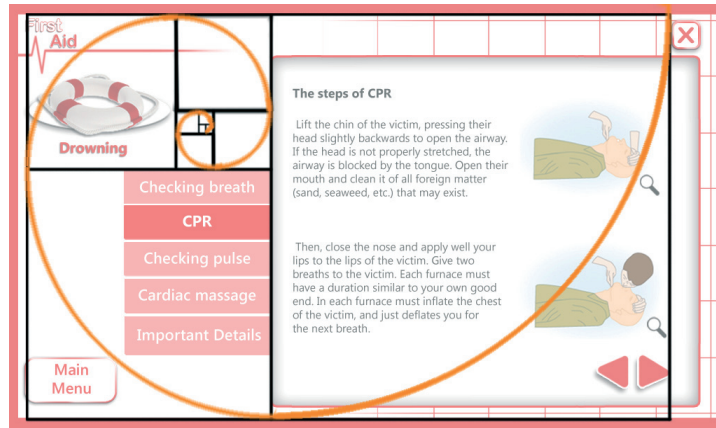 First
Aid
Drowning
Checking breath
CPR
Checking pulse
Cardiac massage
Important Details
Main
Menu
The steps of CPR
Lift the chin of the victim, pressing their
head slightly backwards to open the airway.
If the head is not properly stretched, the
airway is blocked by the tongue. Open their
mouth and clean it of all foreign matter
(sand, seaweed, etc.) that may exist.
Then, close the nose and apply well your
lips to the lips of the victim. Give two
breaths to the victim. Each furnace must
have a duration similar to your own good
end. In each furnace must inflate the chest
of the victim, and just deflates you for
the next breath.
X